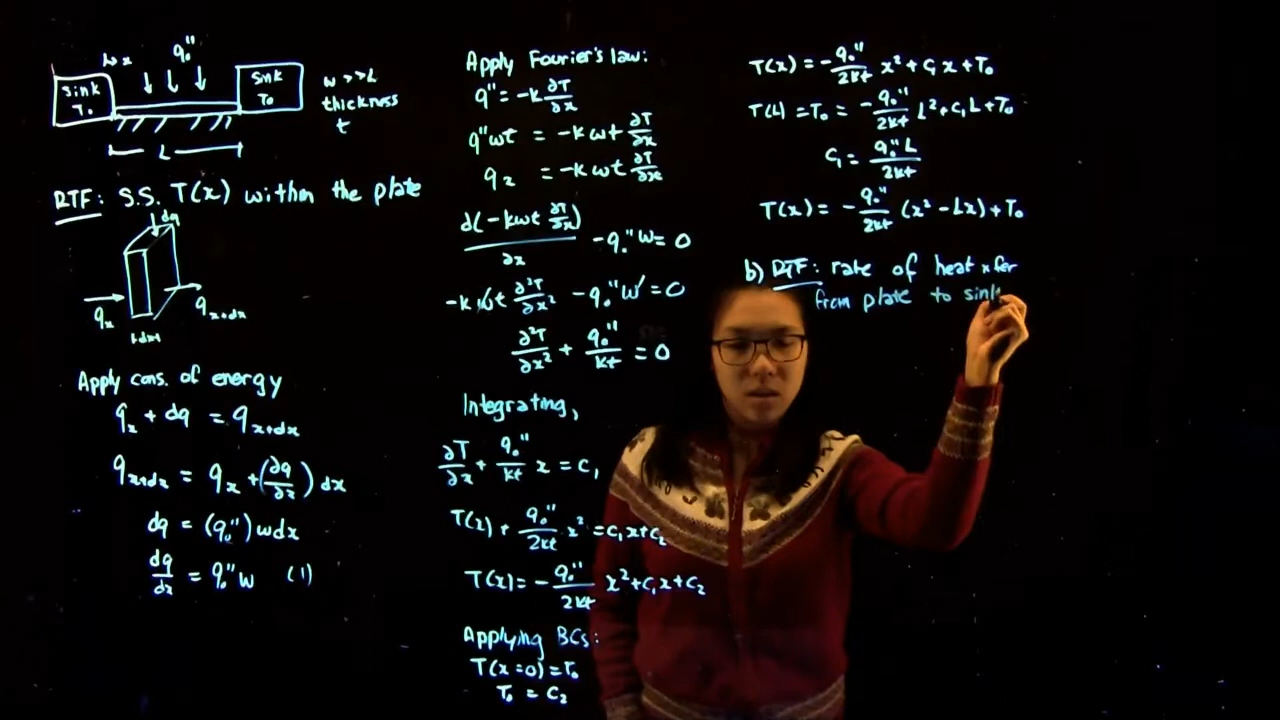 w x q₀''
Sink T₀
Sink T₀
w >> L
thickness
t
L
RTF: S.S. T(x) within the plate
dq
qₓ
qₓ₊dₓ
Apply cons. of energy
qₓ + dq = qₓ₊dₓ
qₓ₊dₓ = qₓ + (∂q/∂x) dx
dq = (q₀'') w dx
dq/dx = q₀'' w (1)
Apply Fourier's law:
q'' = -k ∂T/∂x
q'' wt = -k wt ∂T/∂x
qₓ = -k wt ∂T/∂x
∂(-kwt ∂T/∂x)/∂x - q₀'' w = 0
-k wt ∂²T/∂x² - q₀'' w = 0
∂²T/∂x² + q₀''/kt = 0
Integrating,
∂T/∂x + q₀''/kt x = C₁
T(x) + q₀''/2kt x² = C₁x + C₂
T(x) = - q₀''/2kt x² + C₁x + C₂
Applying BCs:
T(x=0) = T₀
T₀ = C₂
T(x) = - q₀''/2kt x² + C₁x + T₀
T(L) = T₀ = - q₀''/2kt L² + C₁L + T₀
C₁ = q₀''L/2kt
T(x) = - q₀''/2kt (x² - Lx) + T₀
b) RTF: rate of heat xfer
from plate to sink